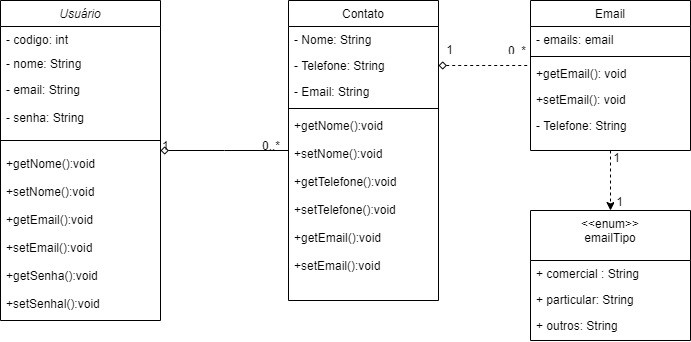 Usuário
- codigo: int
- nome: String
- email: String
- senha: String
+getNome():void
+setNome():void
+getEmail():void
+setEmail():void
+getSenha():void
+setSenhal():void
1
0..*
Contato
- Nome: String
- Telefone: String
- Email: String
+getNome():void
+setNome():void
+getTelefone():void
+setTelefone():void
+getEmail():void
+setEmail():void
1
0..*
Email
- emails: email
+getEmail(): void
+setEmail(): void
- Telefone: String
1
1
<<enum>>
emailTipo
+ comercial : String
+ particular: String
+ outros: String